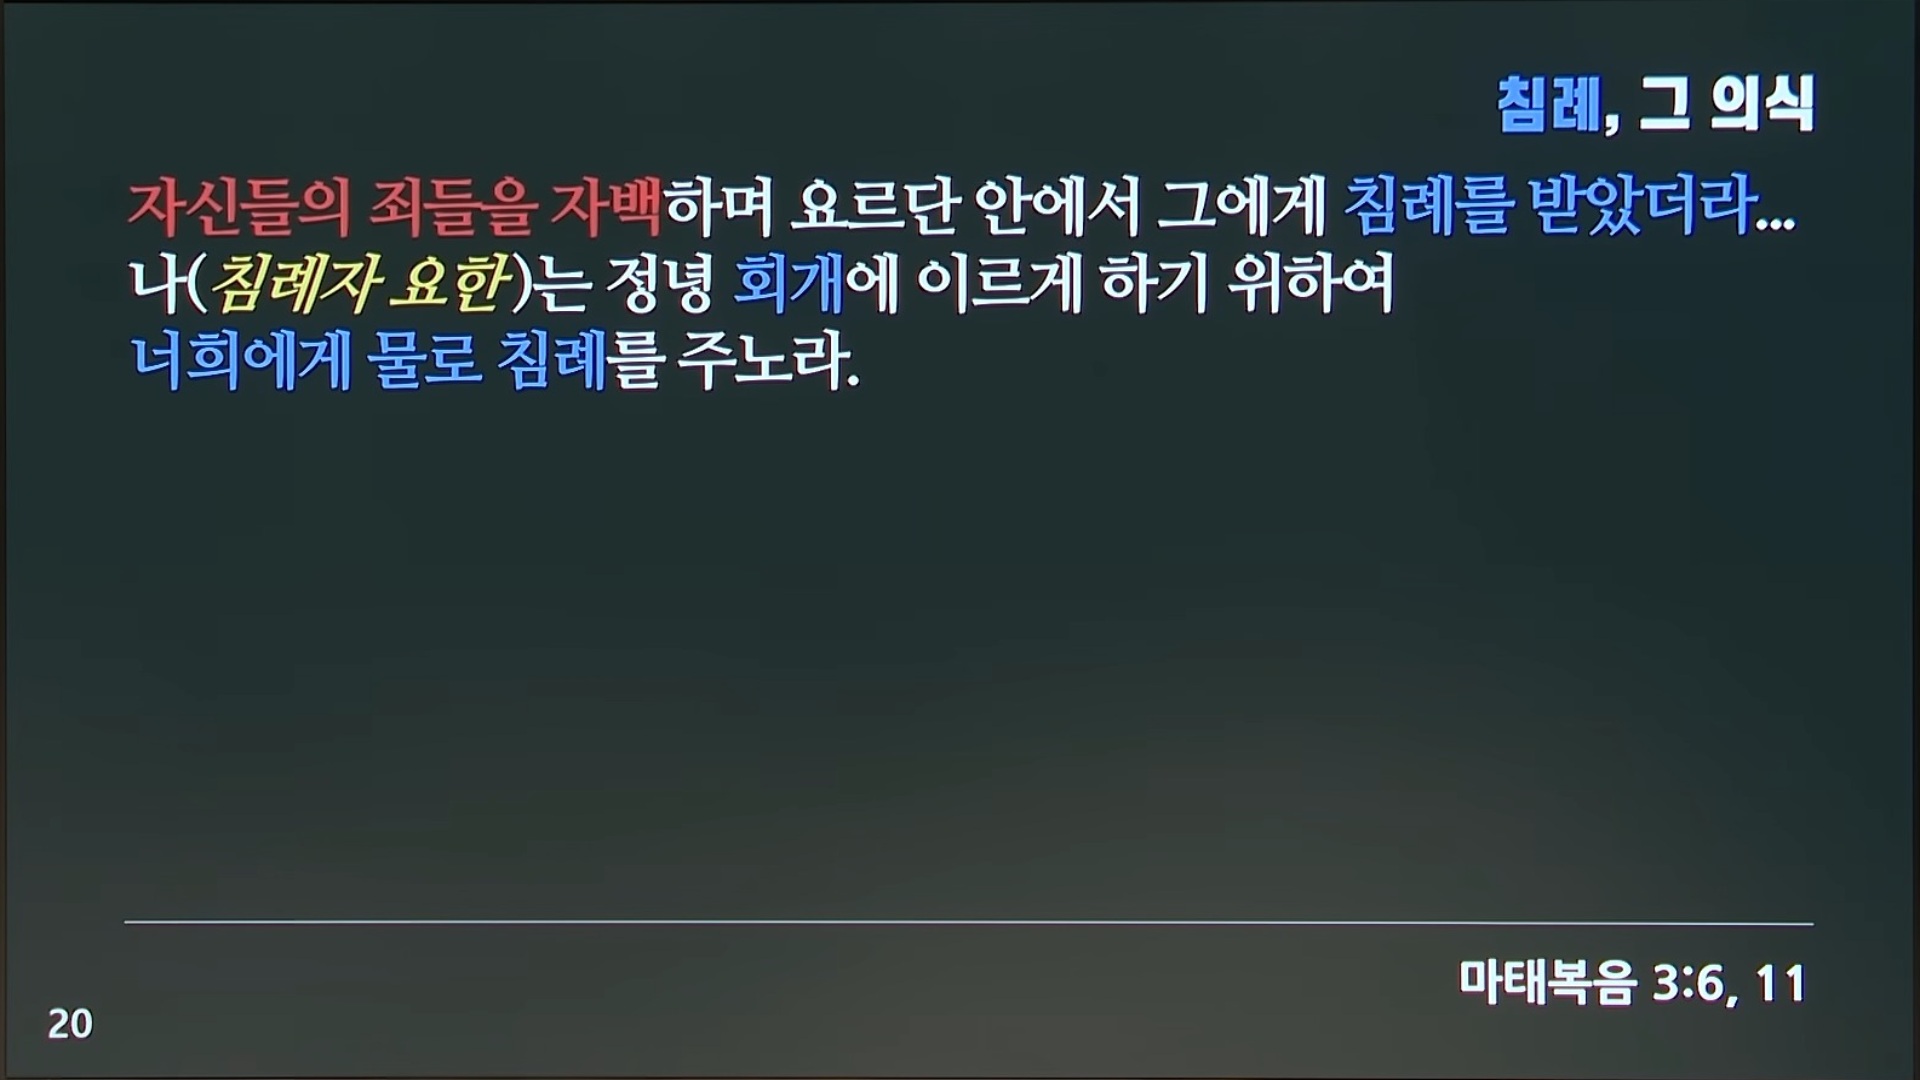 침례, 그 의식
자신들의 죄들을 자백하며 요르단 안에서 그에게 침례를 받았더라...
나(침례자 요한)는 정녕 회개에 이르게 하기 위하여
너희에게 물로 침례를 주노라.
마태복음 3:6, 11
20